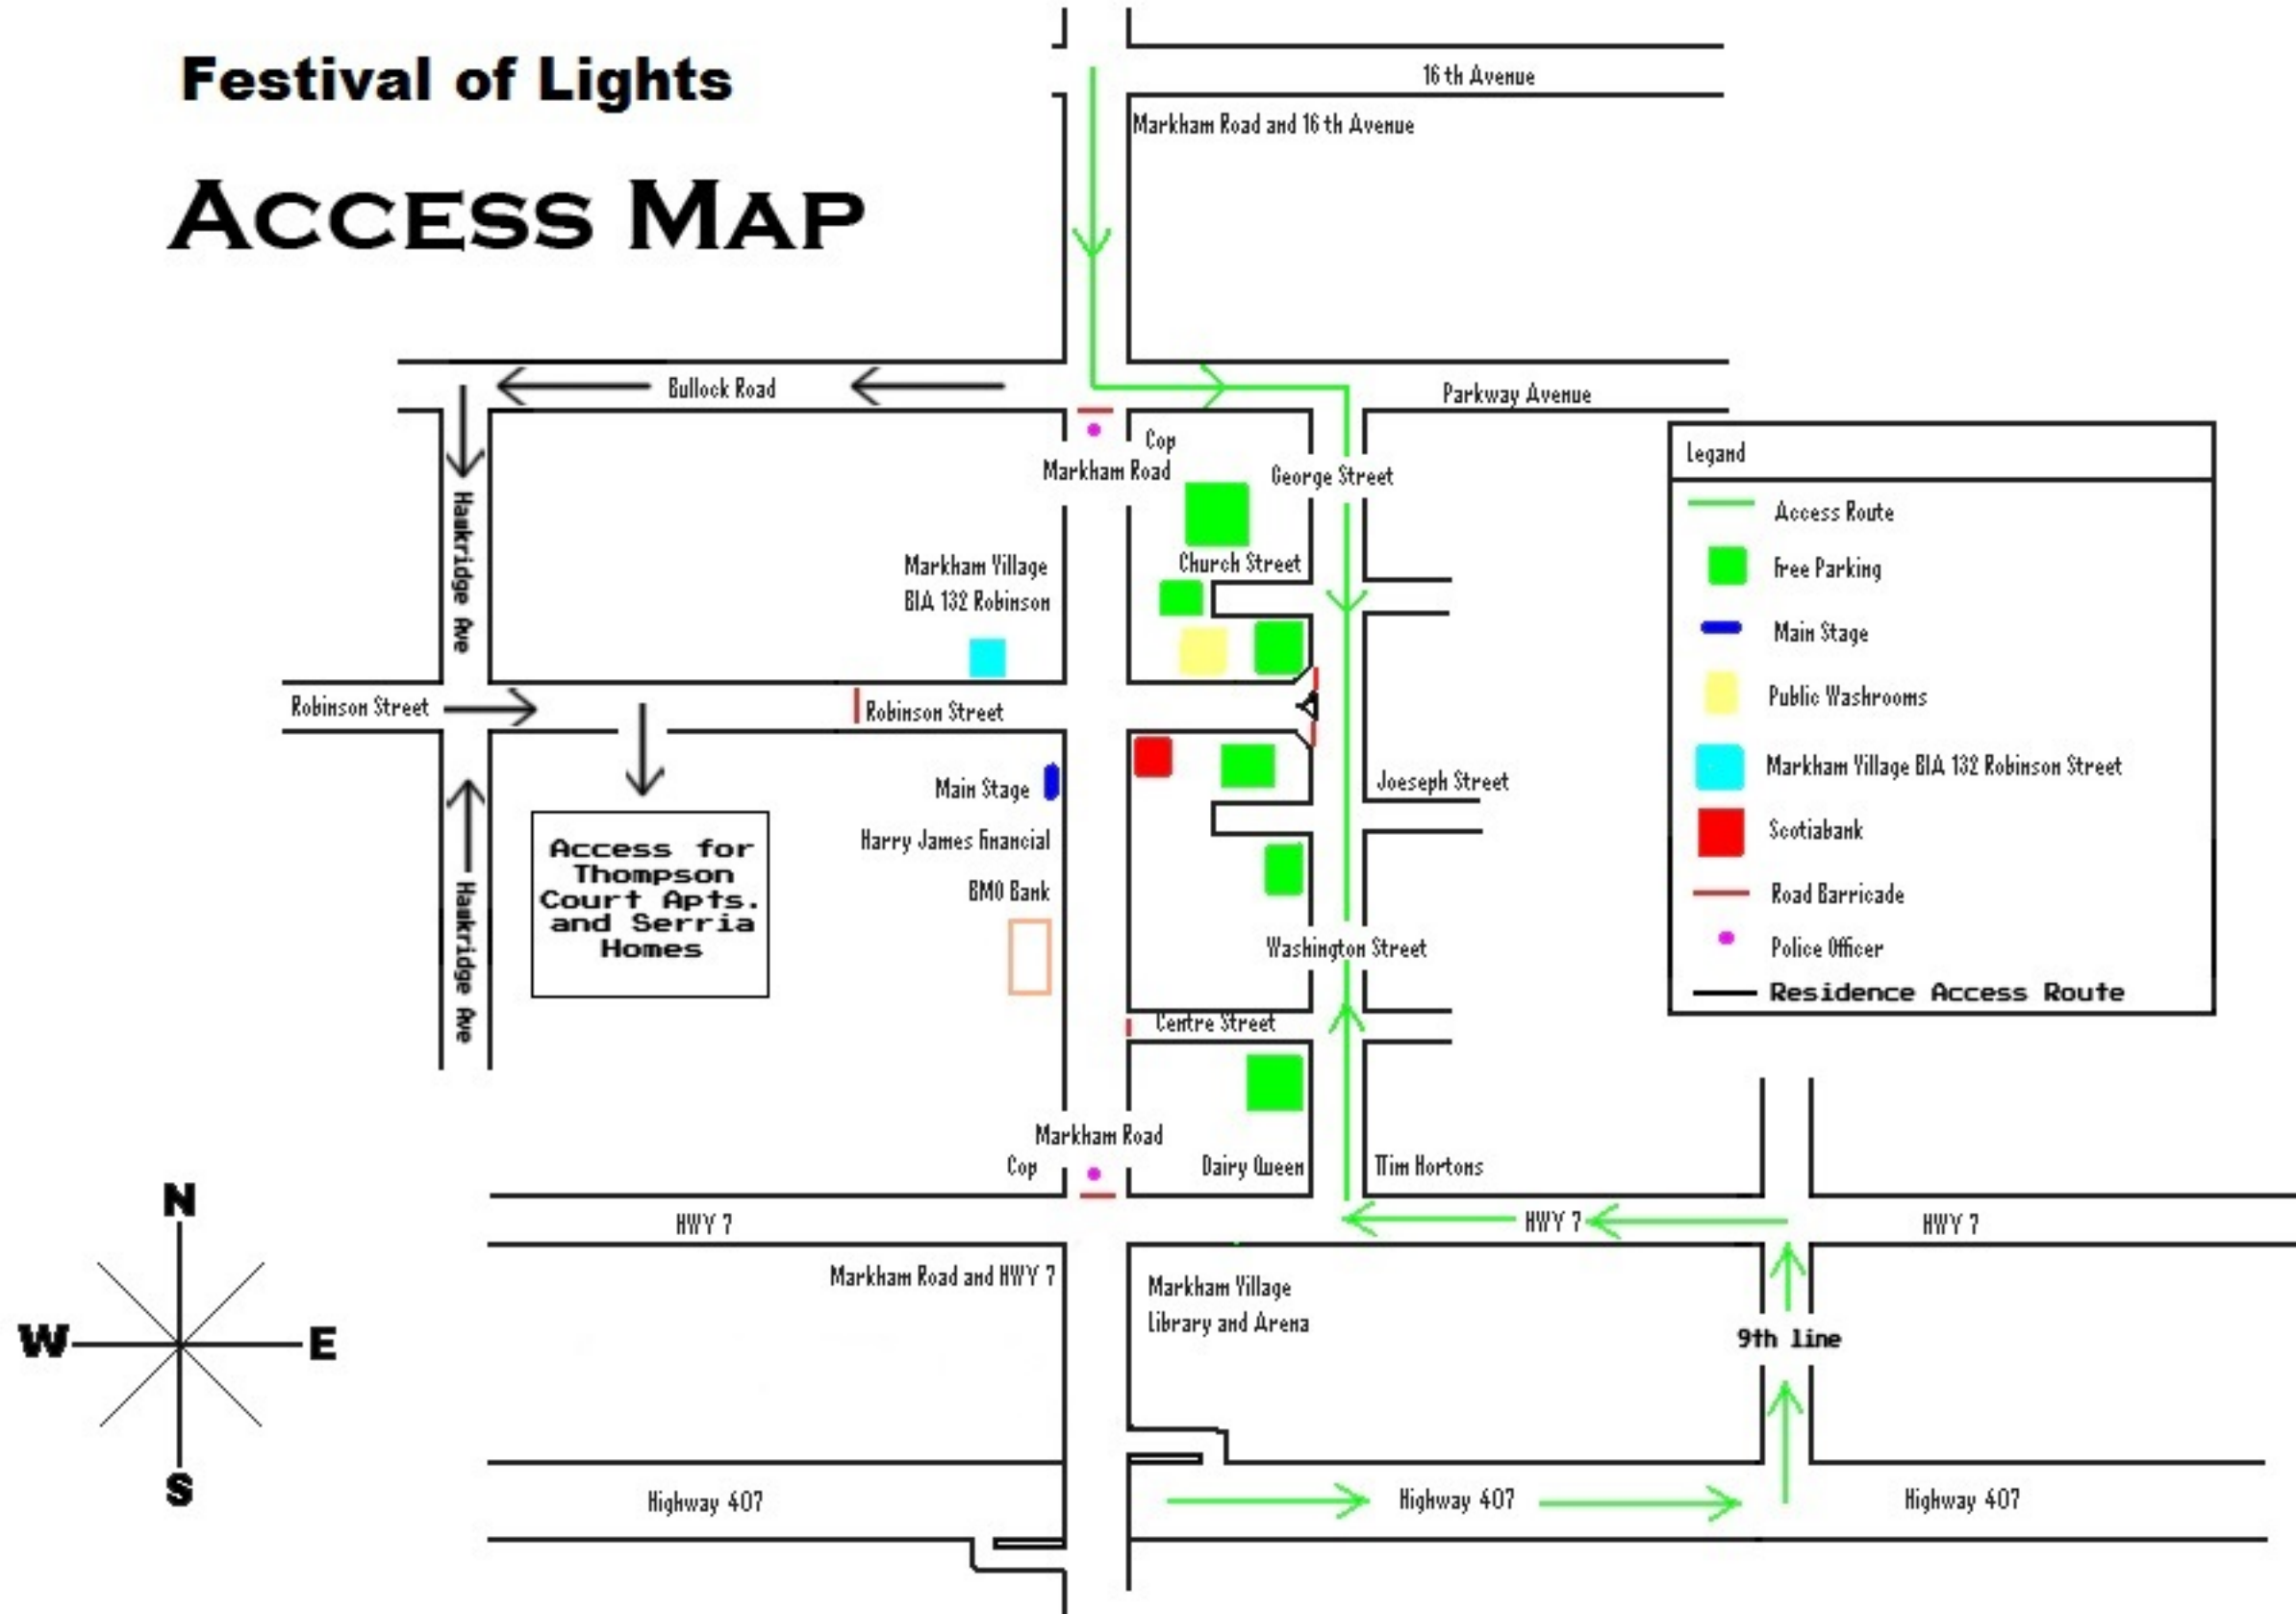 Festival of Lights
ACCESS MAP
16 th Avenue
Markham Road and 16 th Avenue
Bullock Road
Parkway Avenue
Cop
Markham Road
George Street
Hawkridge Ave
Church Street
Markham Village
BIA 132 Robinson
Robinson Street
Robinson Street
Main Stage
Joeseph Street
Harry James Financial
BMO Bank
Access for
Thompson
Court Apts.
and Serria
Homes
Hawkridge Ave
Washington Street
Centre Street
Markham Road
Cop
Dairy Queen
TTim Hortons
HWY 7
HWY 7
HWY 7
Markham Road and HWY 7
Markham Village
Library and Arena
9th line
Highway 407
Highway 407
Highway 407
N
W
E
S
Legand
Access Route
Free Parking
Main Stage
Public Washrooms
Markham Village BIA 132 Robinson Street
Scotiabank
Road Barricade
Police Officer
Residence Access Route